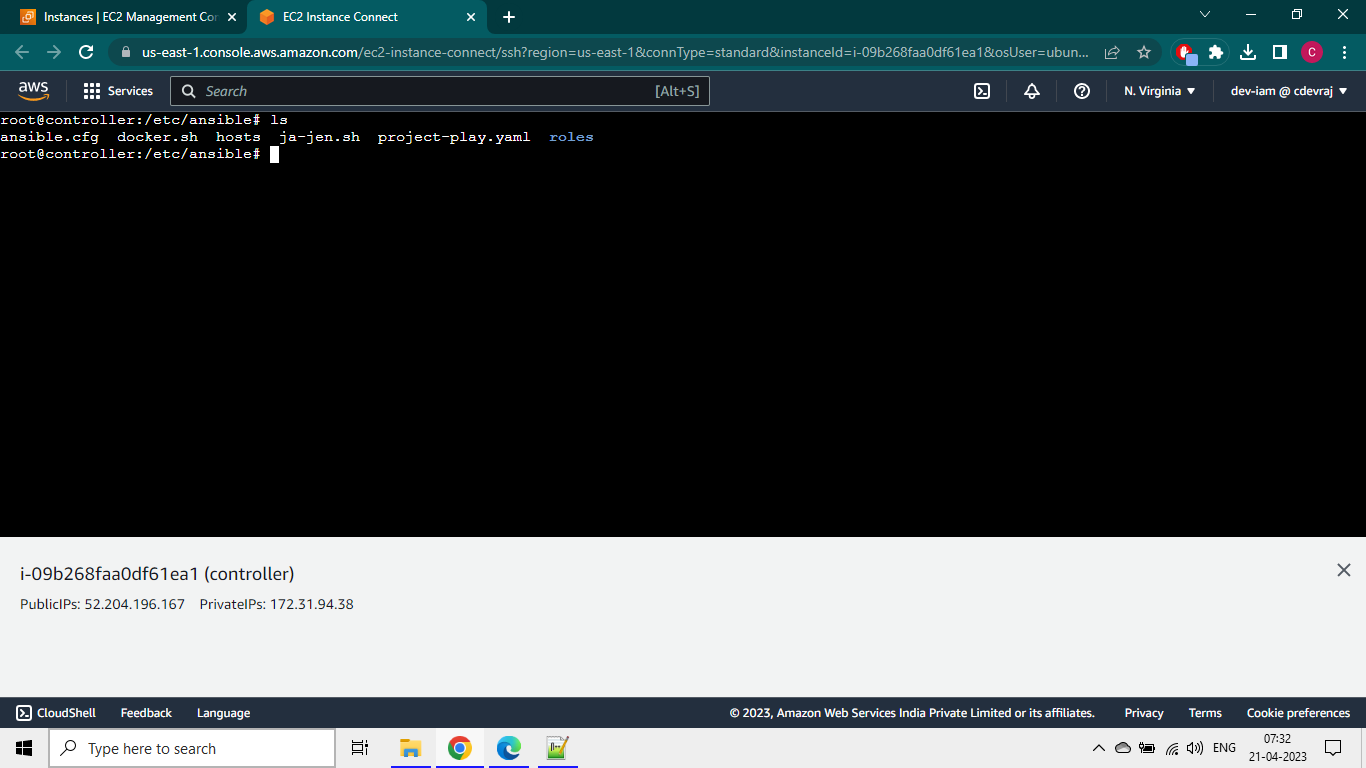 Instances | EC2 Management Con
EC2 Instance Connect
us-east-1.console.aws.amazon.com/ec2-instance-connect/ssh?region=us-east-1&connType=standard&instanceId=i-09b268faa0df61ea1&osUser=ubun...
C
aws Services Search [Alt+S] N. Virginia dev-iam @ cdevraj
root@controller:/etc/ansible# ls
ansible.cfg docker.sh hosts ja-jen.sh project-play.yaml roles
root@controller:/etc/ansible#
i-09b268faa0df61ea1 (controller)
PublicIPs: 52.204.196.167 PrivateIPs: 172.31.94.38
CloudShell Feedback Language © 2023, Amazon Web Services India Private Limited or its affiliates. Privacy Terms Cookie preferences
Type here to search ENG 07:32
21-04-2023